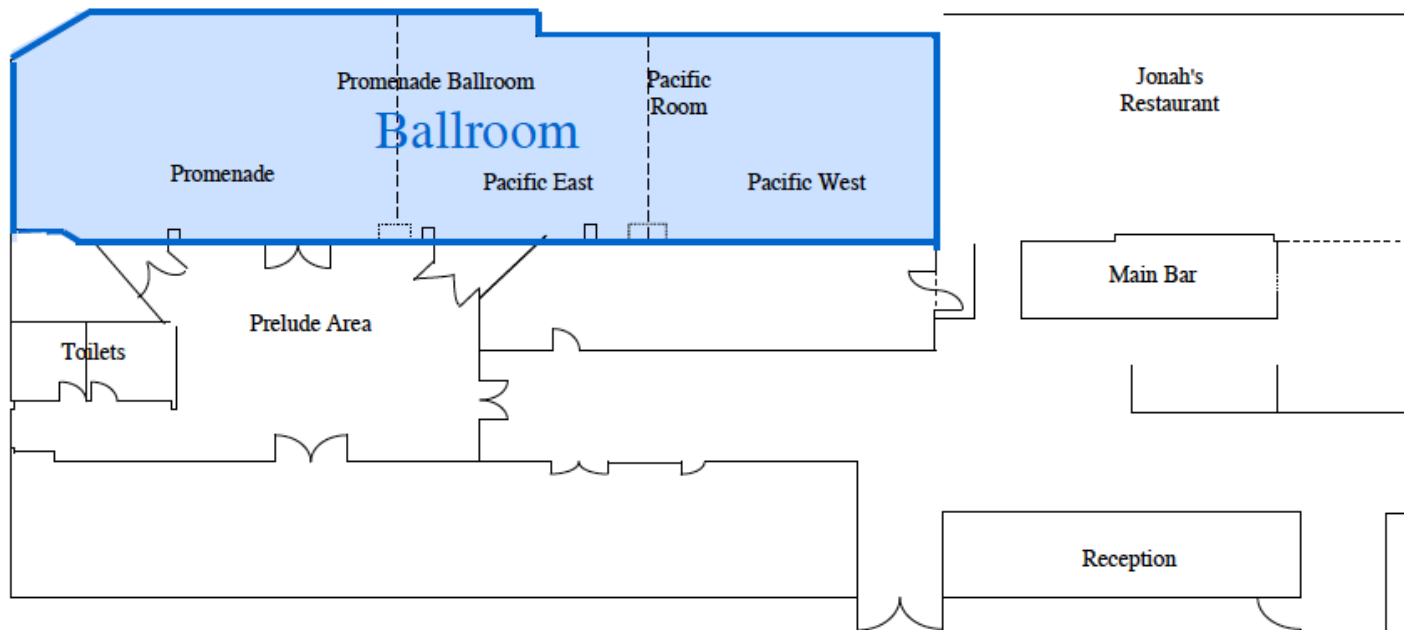 Promenade Ballroom
Pacific
Room
Jonah's
Restaurant
Ballroom
Promenade
Pacific East
Pacific West
Main Bar
Prelude Area
Toilets
Reception